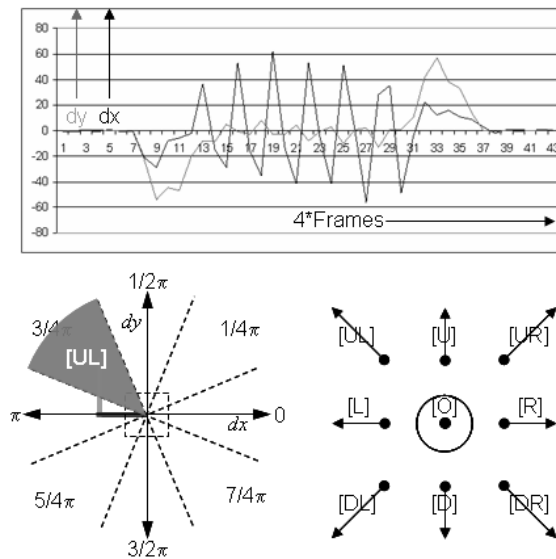 80
60
40
20
0
-20
-40
-60
-80
dy dx
1 3 5 7 9 11 13 15 17 19 21 23 25 27 29 31 33 35 37 39 41 43
4*Frames
1/2π
3/4π dy 1/4π
[UL]
π dx 0
5/4π 7/4π
3/2π
[UL] [U] [UR]
[L] [O] [R]
[DL] [D] [DR]